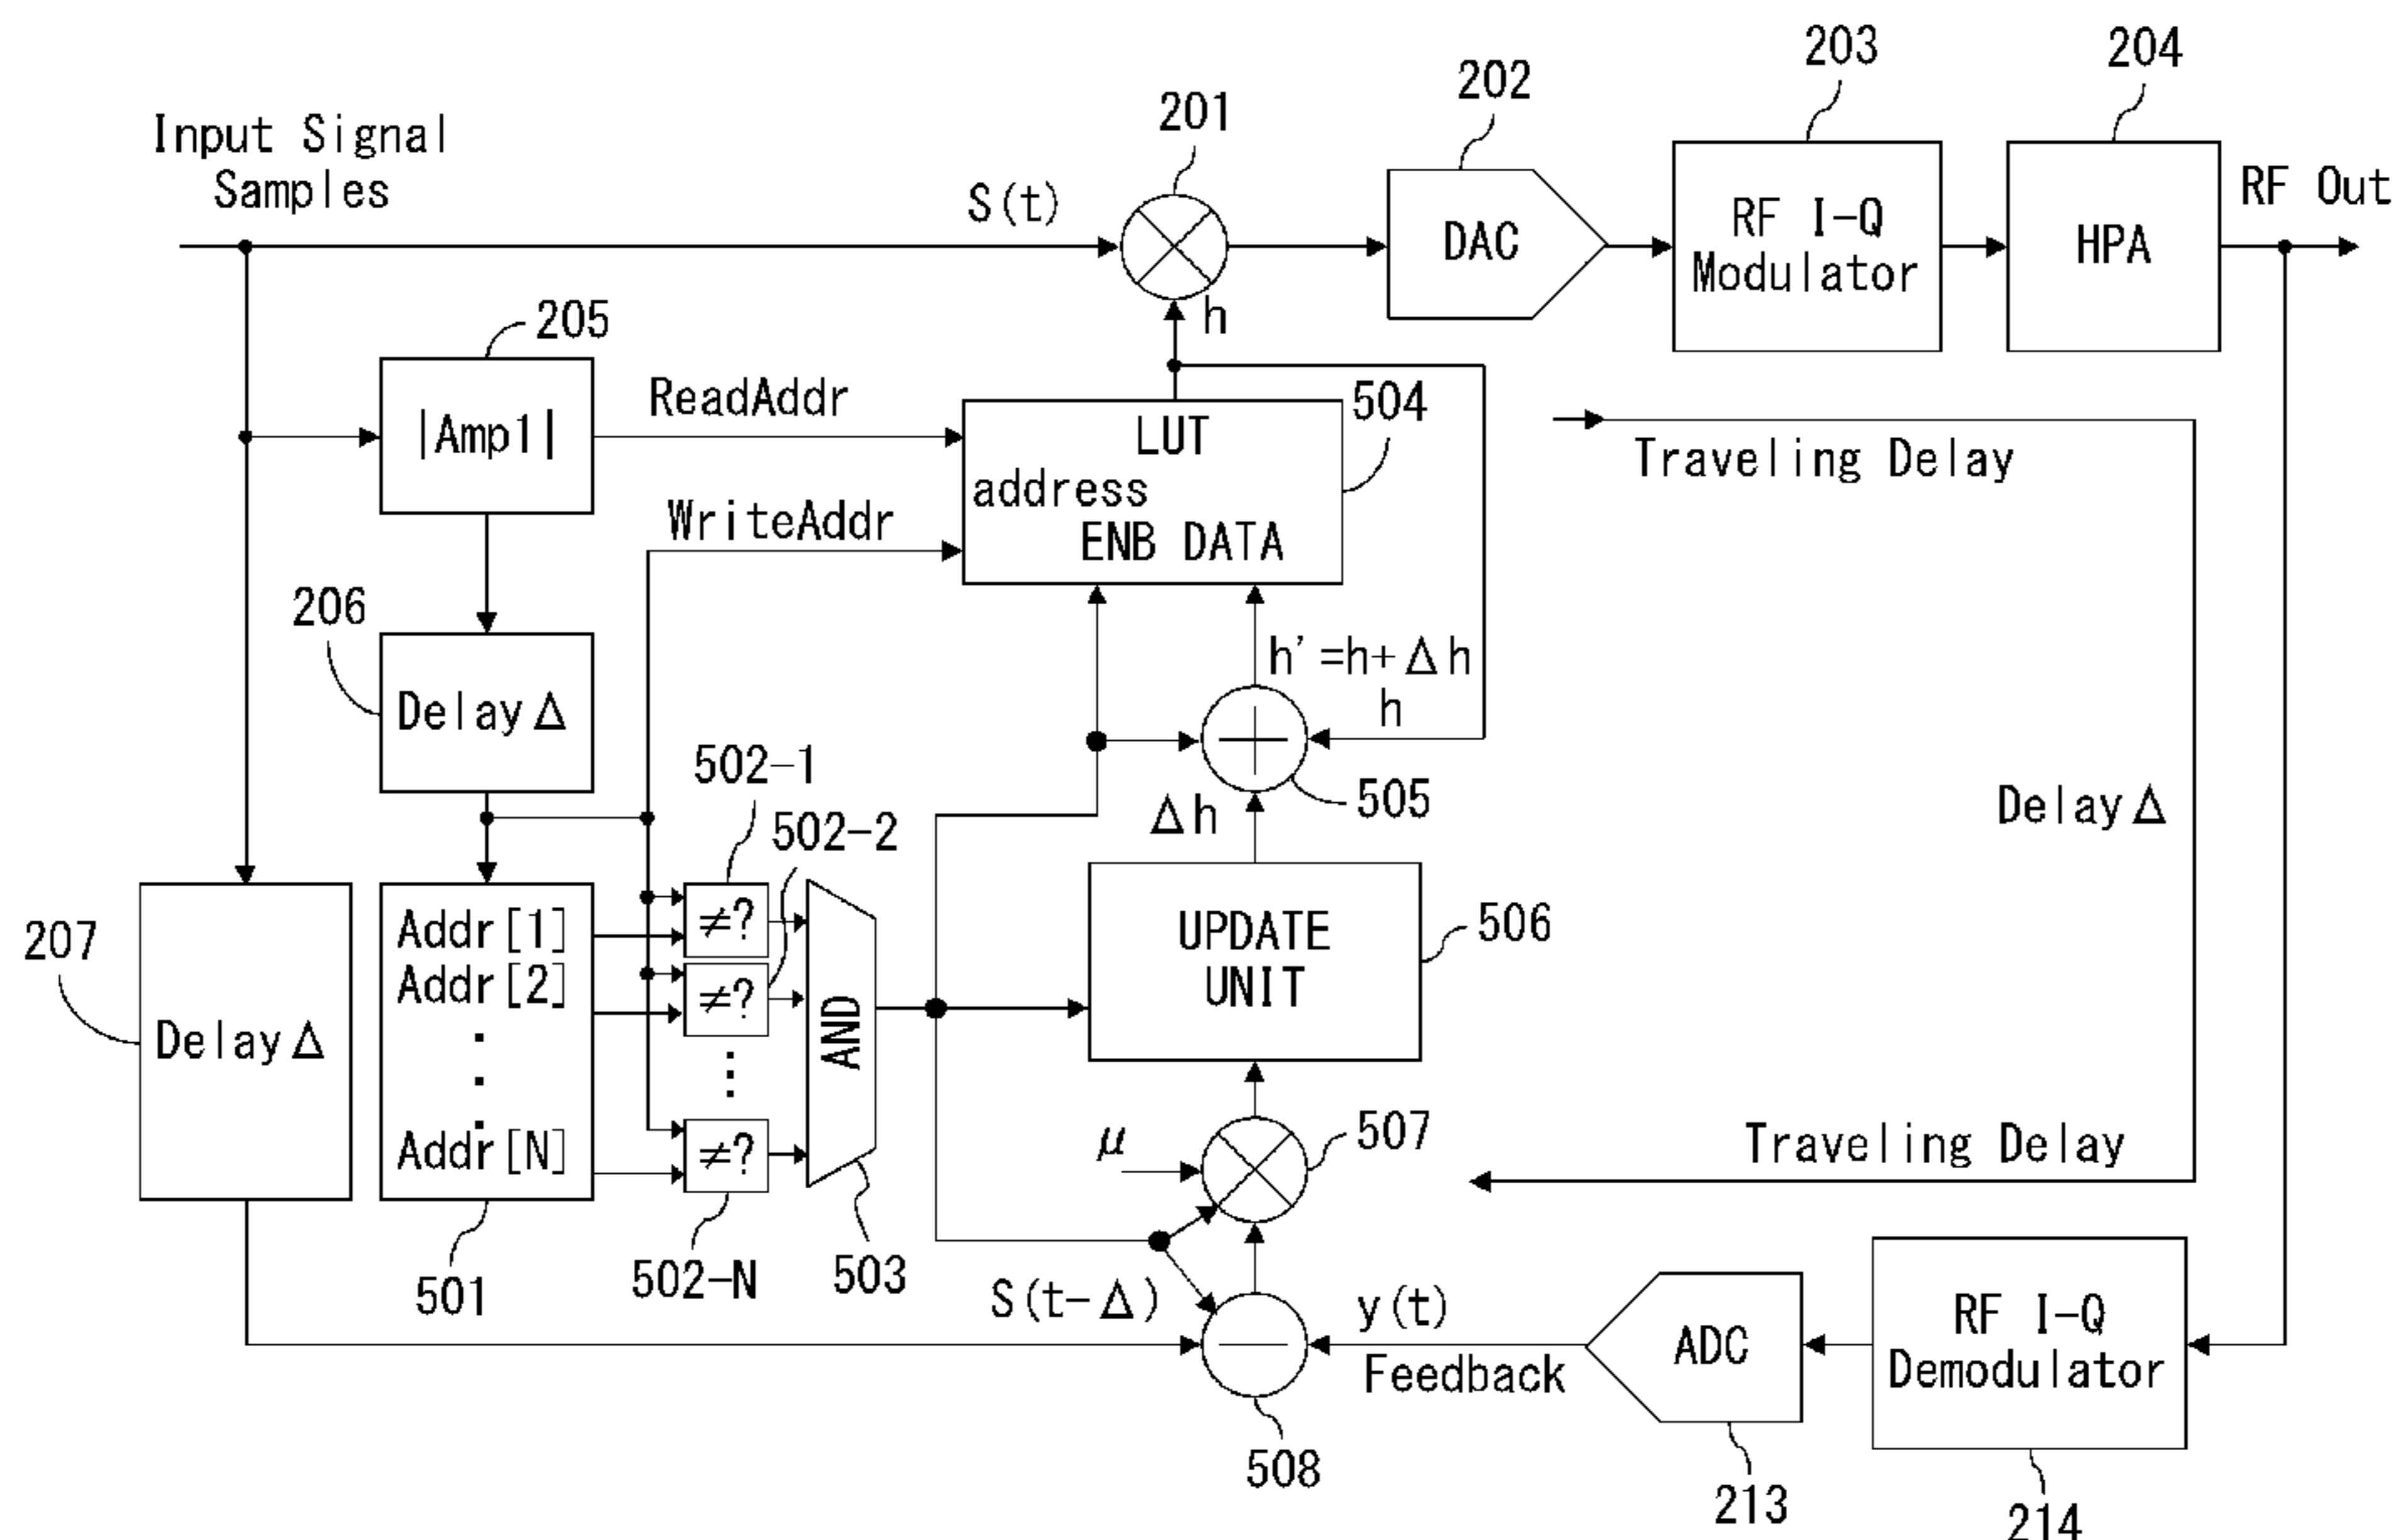 203
204
202
201
Input Signal
Samples
S(t)
DAC
RF I-Q
Modulator
HPA
RF Out
205
h
|Amp1|
ReadAddr
LUT
504
address
ENB DATA
WriteAddr
Traveling Delay
206
Delay Δ
h'=h+Δh
h
502-1
502-2
Δh
505
Delay Δ
207
Delay Δ
Addr[1]
Addr[2]
⋮
Addr[N]
≠?
≠?
⋮
≠?
AND
UPDATE
UNIT
506
μ
507
Traveling Delay
501
502-N
503
S(t-Δ)
y(t)
Feedback
ADC
RF I-Q
Demodulator
508
213
214